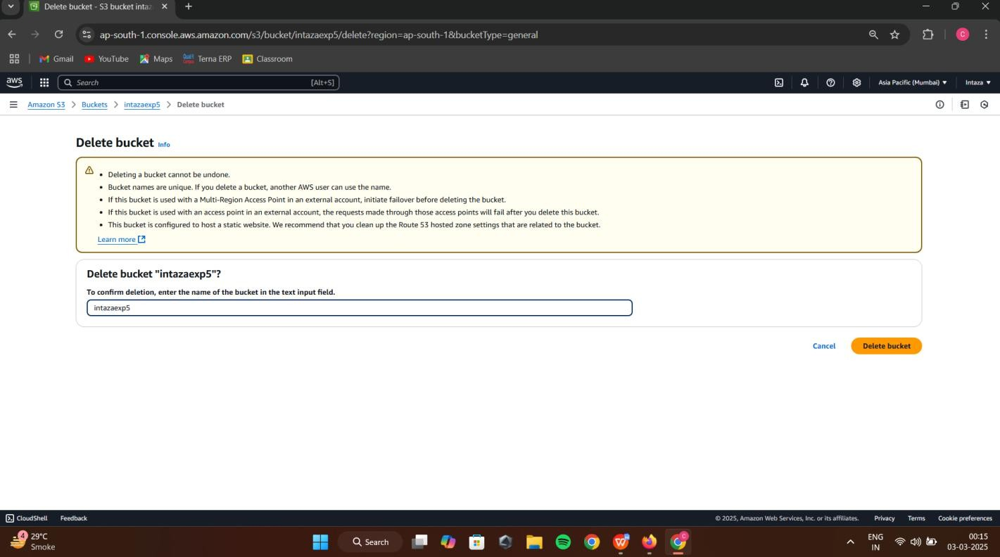 Delete bucket - S3 bucket intaz
ap-south-1.console.aws.amazon.com/s3/bucket/intazaexp5/delete?region=ap-south-1&bucketType=general
C
Gmail YouTube Maps Terna ERP Classroom
aws Search [Alt+S] Asia Pacific (Mumbai) Intaza
Amazon S3 > Buckets > intazaexp5 > Delete bucket
Delete bucket Info
• Deleting a bucket cannot be undone.
• Bucket names are unique. If you delete a bucket, another AWS user can use the name.
• If this bucket is used with a Multi-Region Access Point in an external account, initiate failover before deleting the bucket.
• If this bucket is used with an access point in an external account, the requests made through those access points will fail after you delete this bucket.
• This bucket is configured to host a static website. We recommend that you clean up the Route 53 hosted zone settings that are related to the bucket.
Learn more
Delete bucket "intazaexp5"?
To confirm deletion, enter the name of the bucket in the text input field.
intazaexp5
Cancel Delete bucket
CloudShell Feedback © 2025, Amazon Web Services, Inc. or its affiliates. Privacy Terms Cookie preferences
4 29°C
Smoke
Search
ENG
IN
00:15
03-03-2025